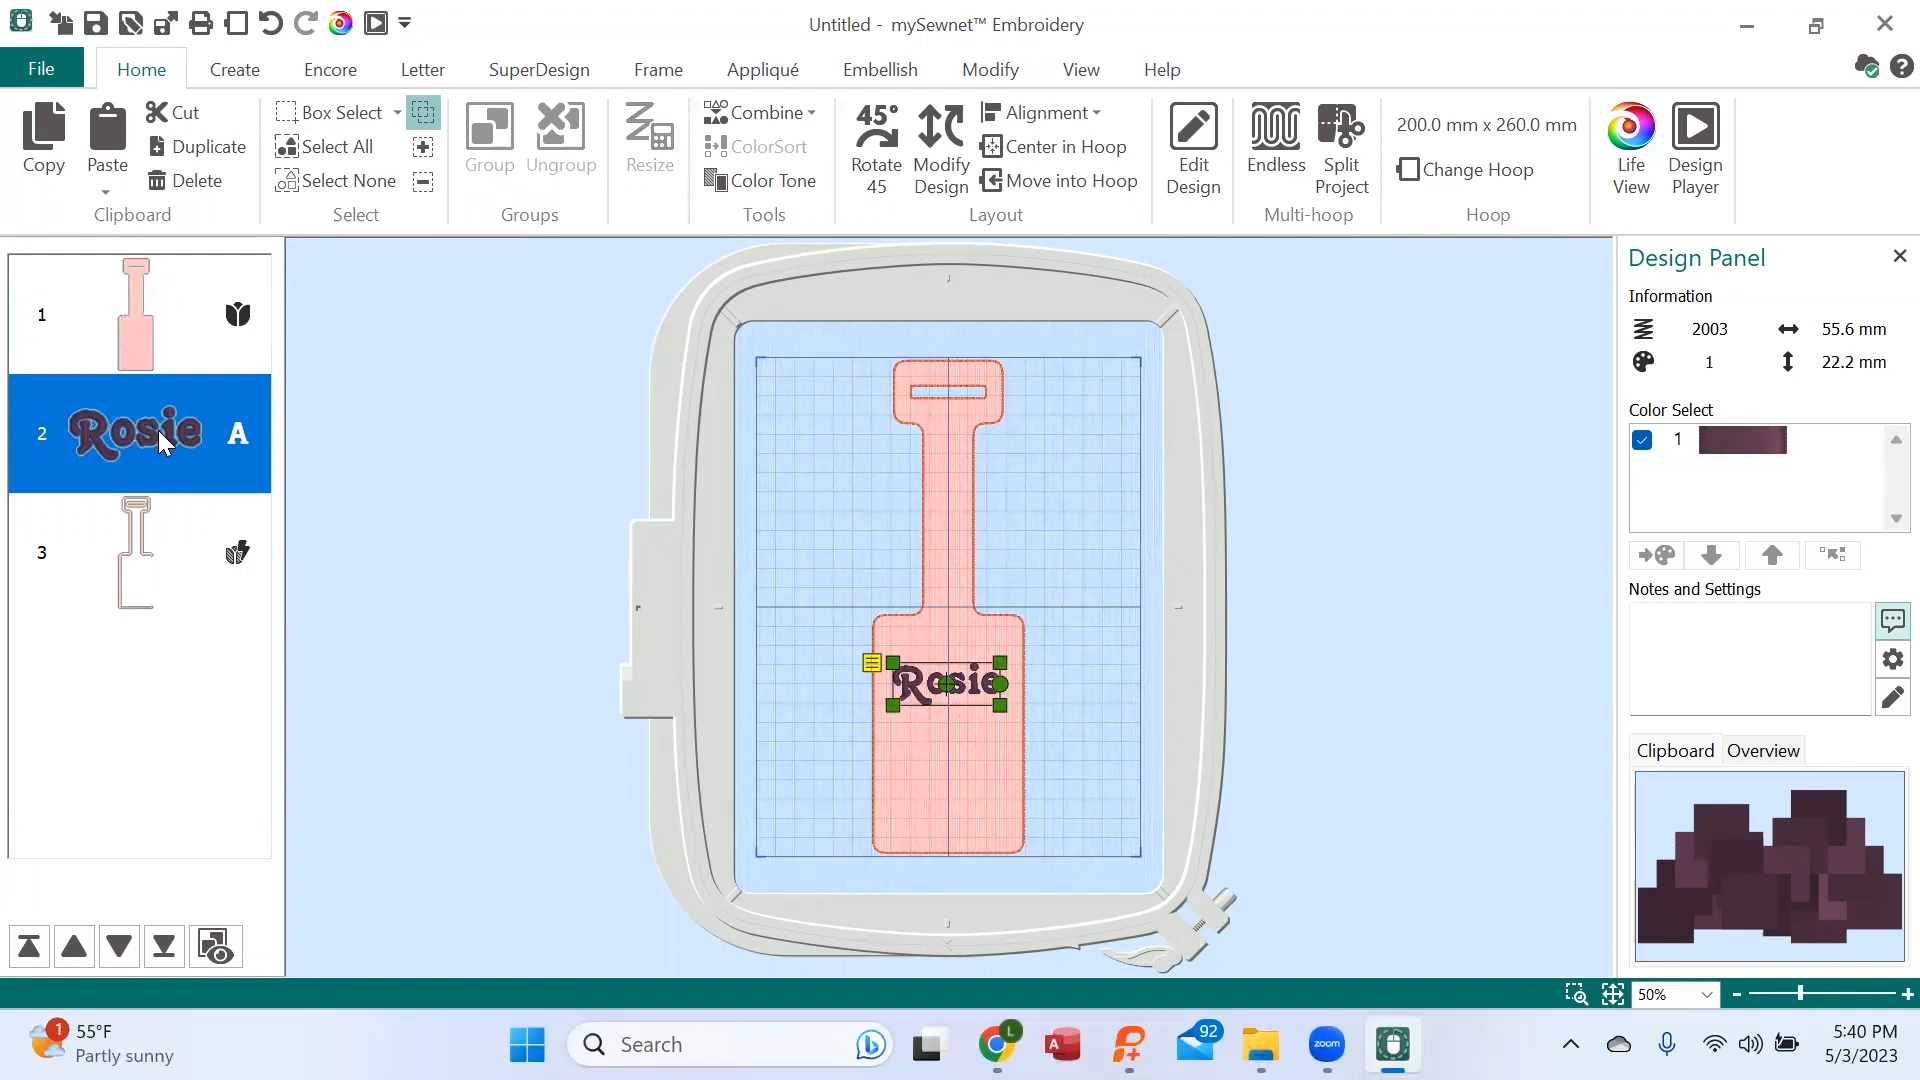 Untitled - mySewnet™ Embroidery
File
Home
Create
Encore
Letter
SuperDesign
Frame
Appliqué
Embellish
Modify
View
Help
Copy
Paste
Cut
Duplicate
Delete
Clipboard
Box Select
Select All
Select None
Select
Group
Ungroup
Groups
Resize
Combine
ColorSort
Color Tone
Tools
45°
Rotate
45
Modify
Design
Alignment
Center in Hoop
Move into Hoop
Layout
Edit
Design
Endless
Split
Project
Multi-hoop
200.0 mm x 260.0 mm
Change Hoop
Hoop
Life
View
Design
Player
1
2
Rosie
A
3
Rosie
Design Panel
Information
2003
55.6 mm
1
22.2 mm
Color Select
1
Notes and Settings
Clipboard
Overview
50%
1
55°F
Partly sunny
Search
L
A
92
zoom
5:40 PM
5/3/2023